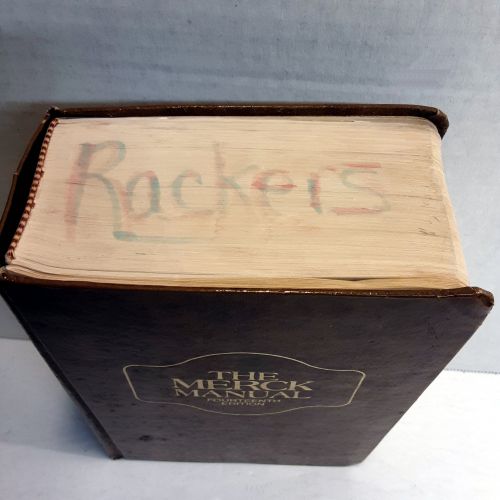 Rackers
THE
MERCK
MANUAL
FOURTEENTH
EDITION